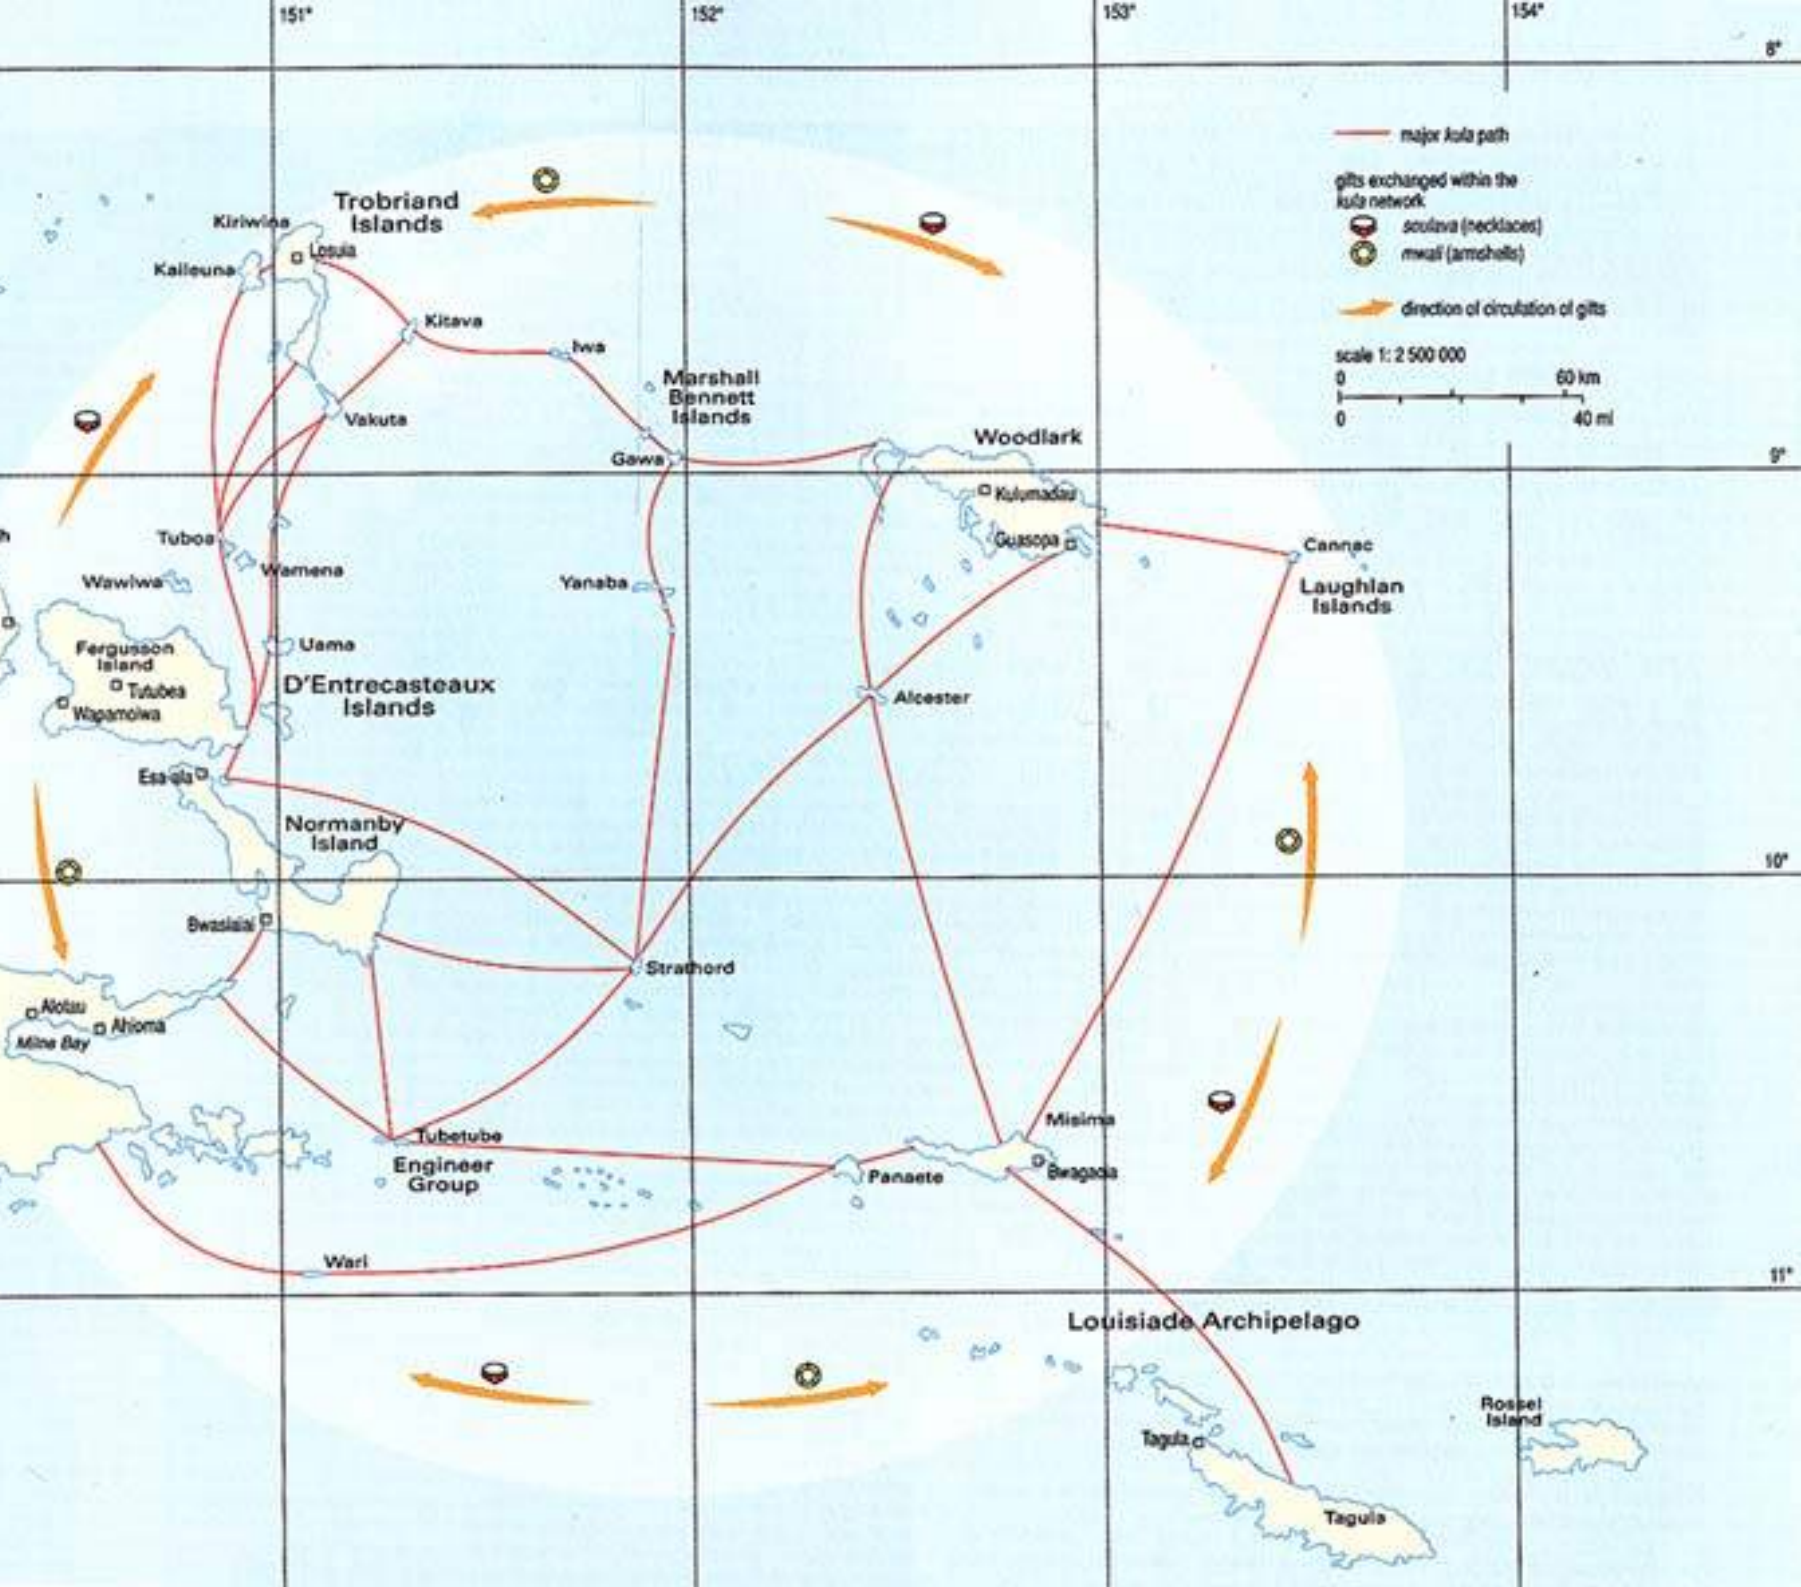 151°
152°
153°
154°
8°
major kula path
gifts exchanged within the
kula network
soulava (necklaces)
mwali (armshells)
direction of circulation of gifts
scale 1: 2 500 000
0
60 km
0
40 mi
Trobriand
Islands
Kiriwina
Losuia
Kaileuna
Kitava
Iwa
Marshall
Bennett
Islands
Vakuta
Gawa
Woodlark
9°
Kulumadau
Guasopa
Cannac
Laughlan
Islands
h
Tuboa
Wamena
Wawiwa
Yanaba
Fergusson
Island
Uama
Tutubea
Wapamoiwa
D'Entrecasteaux
Islands
Alcester
Esa-ala
Normanby
Island
10°
Bwasiaiai
Strathord
Alotau
Ahioma
Milne Bay
Tubetube
Engineer
Group
Misima
Bwagaoia
Panaete
Wari
11°
Louisiade Archipelago
Rossel
Island
Tagula
Tagula